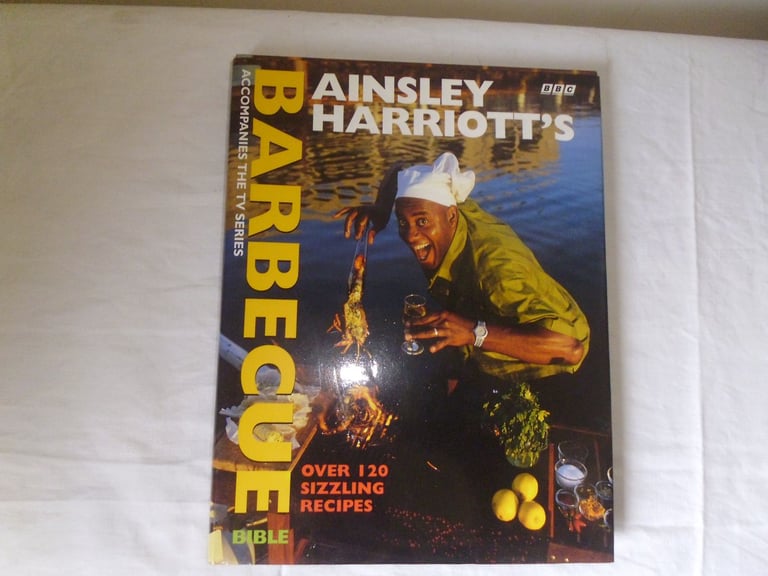 AINSLEY
HARRIOTT'S
BBC
BARBECUE
BIBLE
ACCOMPANIES THE TV SERIES
OVER 120
SIZZLING
RECIPES